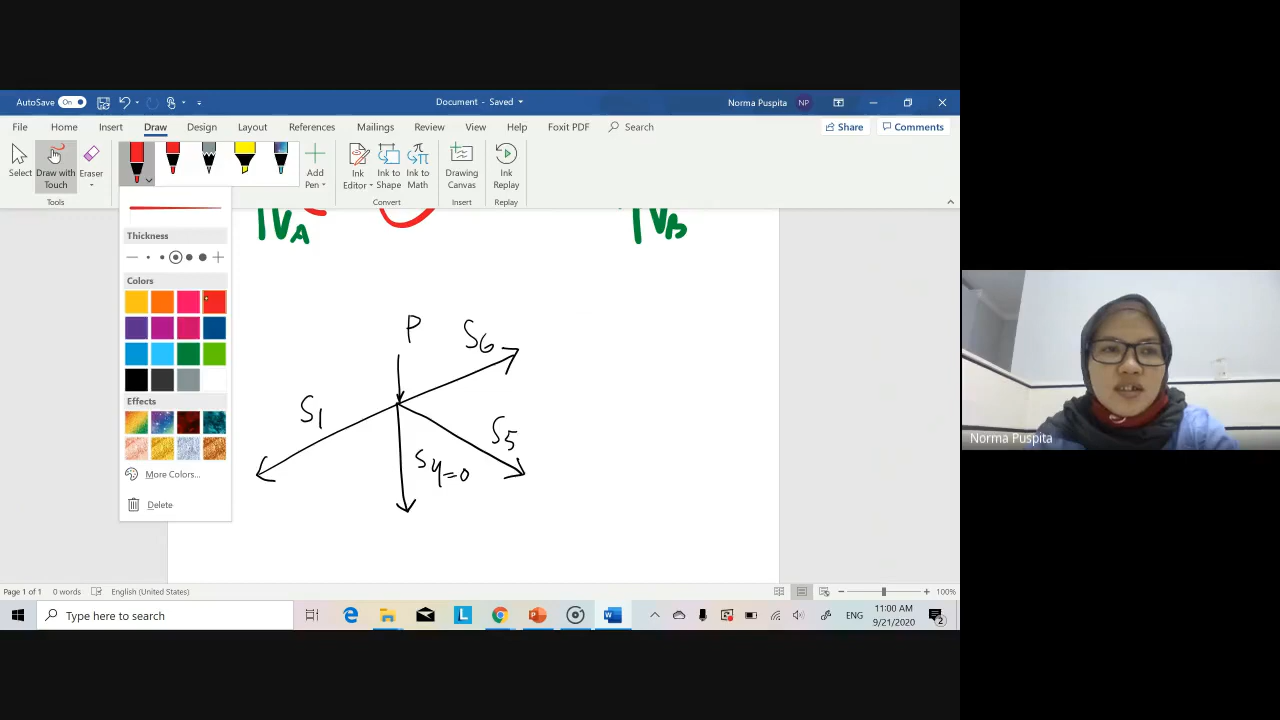 AutoSave On
Document - Saved
Norma Puspita NP
File Home Insert Draw Design Layout References Mailings Review View Help Foxit PDF Search
Share Comments
Select
Draw with Touch
Eraser
Add Pen
Ink Editor
Ink to Shape
Ink to Math
Drawing Canvas
Ink Replay
Tools Convert Insert Replay
VA VB
Thickness
Colors
Effects
More Colors...
Delete
P
S6
S1
S5
S4=0
Norma Puspita
Page 1 of 1 0 words English (United States) 100%
Type here to search
L
ENG
11:00 AM
9/21/2020
2